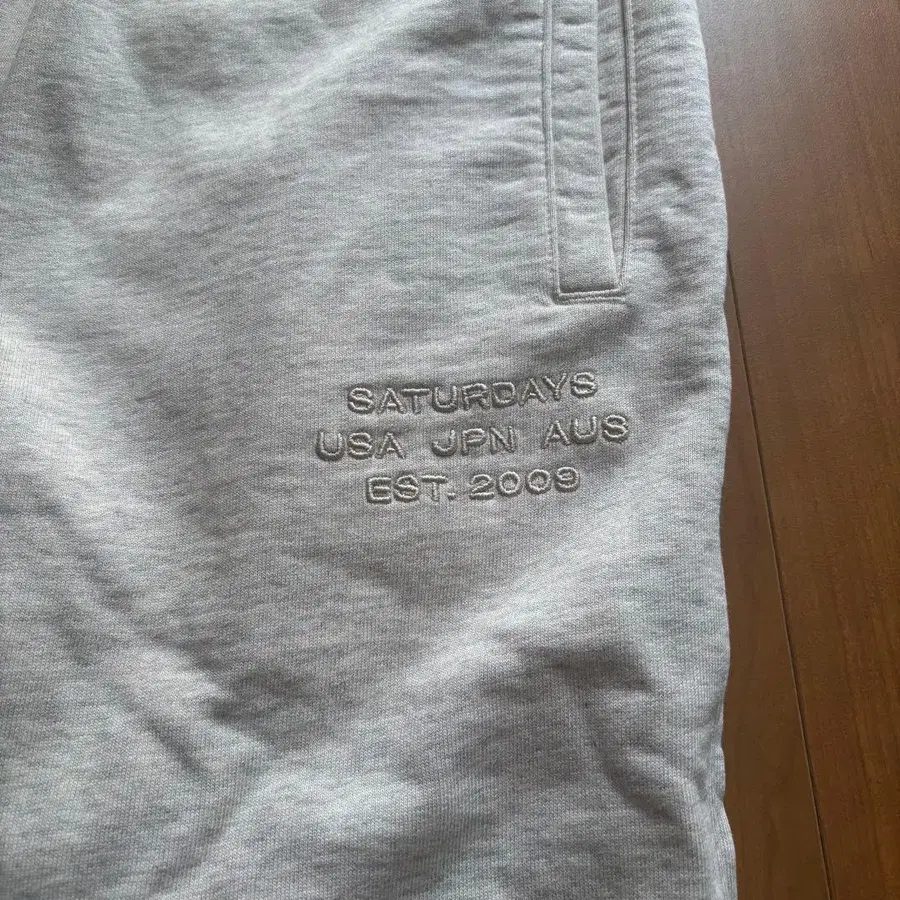 SATURDAYS
USA JPN AUS
EST. 2009